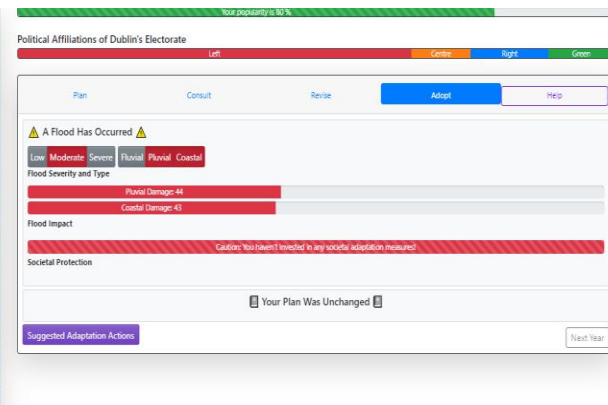 Your popularity is 80 %
Political Affiliations of Dublin's Electorate
Left Centre Right Green
Plan Consult Revise Adopt Help
A Flood Has Occurred
Low Moderate Severe Fluvial Pluvial Coastal
Flood Severity and Type
Pluvial Damage: 44
Coastal Damage: 43
Flood Impact
Caution: You haven't invested in any societal adaptation measures!
Societal Protection
Your Plan Was Unchanged
Suggested Adaptation Actions
Next Year